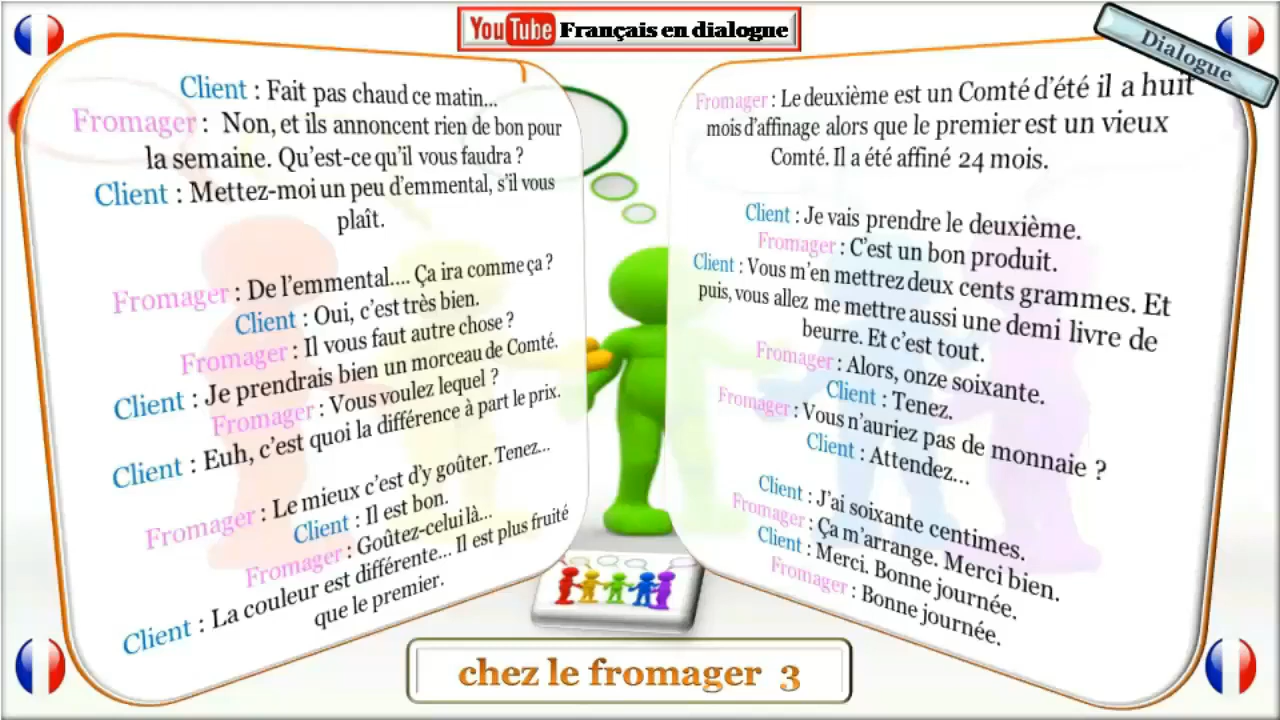 YouTube Français en dialogue
Dialogue
Client : Fait pas chaud ce matin...
Fromager : Non, et ils annoncent rien de bon pour
la semaine. Qu'est-ce qu'il vous faudra ?
Client : Mettez-moi un peu d'emmental, s'il vous
plaît.
Fromager : De l'emmental.... Ça ira comme ça ?
Client : Oui, c'est très bien.
Fromager : Il vous faut autre chose ?
Client : Je prendrais bien un morceau de Comté.
Fromager : Vous voulez lequel ?
Client : Euh, c'est quoi la différence à part le prix.
Fromager : Le mieux c'est d'y goûter. Tenez...
Client : Il est bon.
Fromager : Goûtez-celui là...
Client : La couleur est différente... Il est plus fruité
que le premier.
Fromager : Le deuxième est un Comté d'été il a huit
mois d'affinage alors que le premier est un vieux
Comté. Il a été affiné 24 mois.
Client : Je vais prendre le deuxième.
Fromager : C'est un bon produit.
Client : Vous m'en mettrez deux cents grammes. Et
puis, vous allez me mettre aussi une demi livre de
beurre. Et c'est tout.
Fromager : Alors, onze soixante.
Client : Tenez.
Fromager : Vous n'auriez pas de monnaie ?
Client : Attendez...
Client : J'ai soixante centimes.
Fromager : Ça m'arrange. Merci bien.
Client : Merci. Bonne journée.
Fromager : Bonne journée.
chez le fromager 3